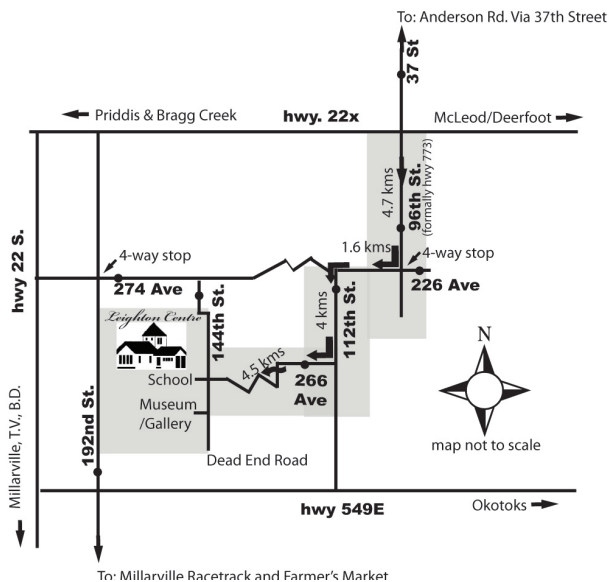 To: Anderson Rd. Via 37th Street
37 St
Priddis & Bragg Creek
hwy. 22x
McLeod/Deerfoot
4.7 kms
96th St.
(formally hwy 773)
hwy 22 S.
4-way stop
1.6 kms
4-way stop
274 Ave
226 Ave
Leighton Centre
144th St.
4 kms
112th St.
4.5 kms
School
266
Ave
N
Museum
/Gallery
map not to scale
192nd St.
Dead End Road
Millarville, T.V., B.D.
hwy 549E
Okotoks
To: Millarville Racetrack and Farmer's Market